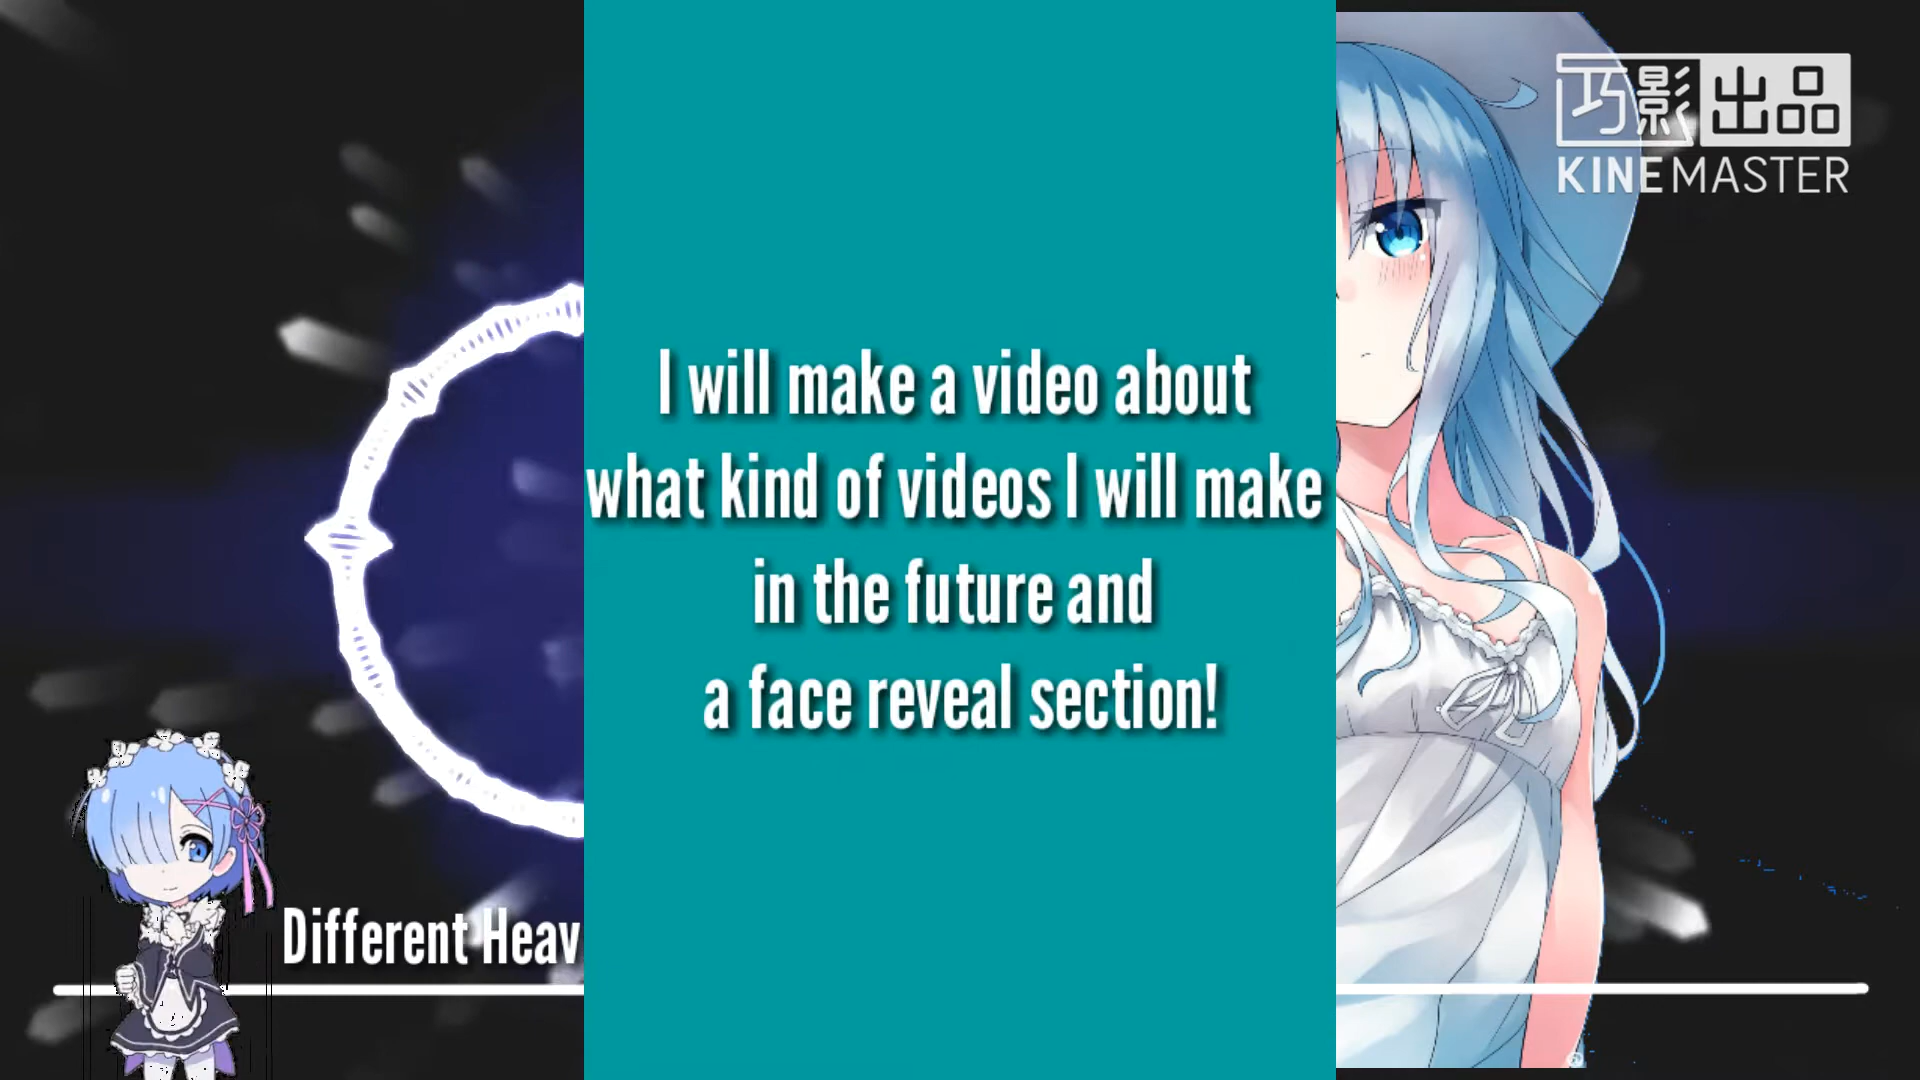 巧影出品
KINEMASTER
I will make a video about
what kind of videos I will make
in the future and
a face reveal section!
Different Heav